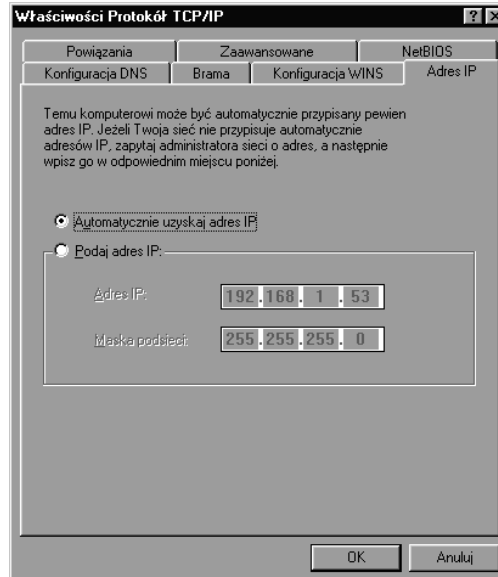 Właściwości Protokół TCP/IP
Powiązania Zaawansowane NetBIOS
Konfiguracja DNS Brama Konfiguracja WINS Adres IP
Temu komputerowi może być automatycznie przypisany pewien
adres IP. Jeżeli Twoja sieć nie przypisuje automatycznie
adresów IP, zapytaj administratora sieci o adres, a następnie
wpisz go w odpowiednim miejscu poniżej.
Automatycznie uzyskaj adres IP
Podaj adres IP:
Adres IP: 192.168.1.53
Maska podsieci: 255.255.255.0
OK Anuluj